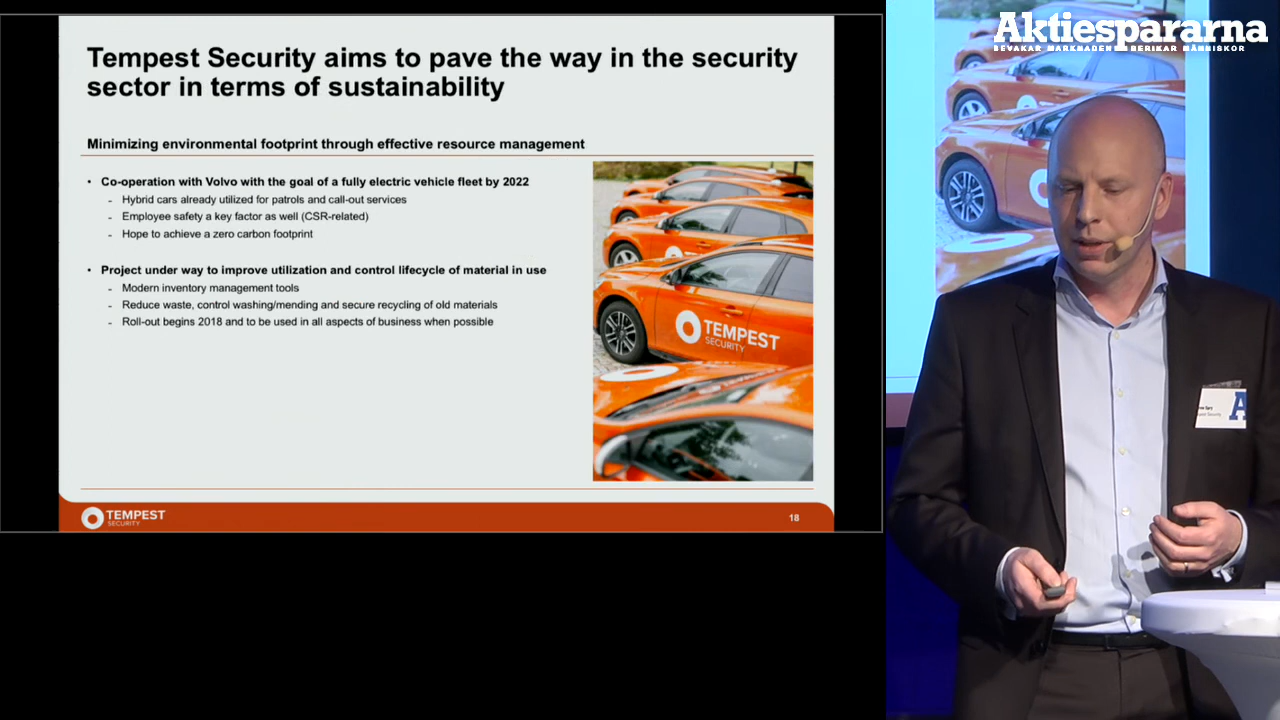 Aktiespararna
BEVAKAR MARKNADEN BERIKAR MÄNNISKOR
Tempest Security aims to pave the way in the security
sector in terms of sustainability
Minimizing environmental footprint through effective resource management
• Co-operation with Volvo with the goal of a fully electric vehicle fleet by 2022
- Hybrid cars already utilized for patrols and call-out services
- Employee safety a key factor as well (CSR-related)
- Hope to achieve a zero carbon footprint
• Project under way to improve utilization and control lifecycle of material in use
- Modern inventory management tools
- Reduce waste, control washing/mending and secure recycling of old materials
- Roll-out begins 2018 and to be used in all aspects of business when possible
TEMPEST
SECURITY
TEMPEST
SECURITY
18
A
Security